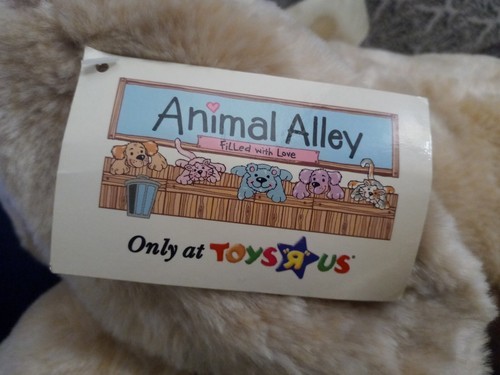 Animal Alley
Filled with Love
Only at TOYS "R" US